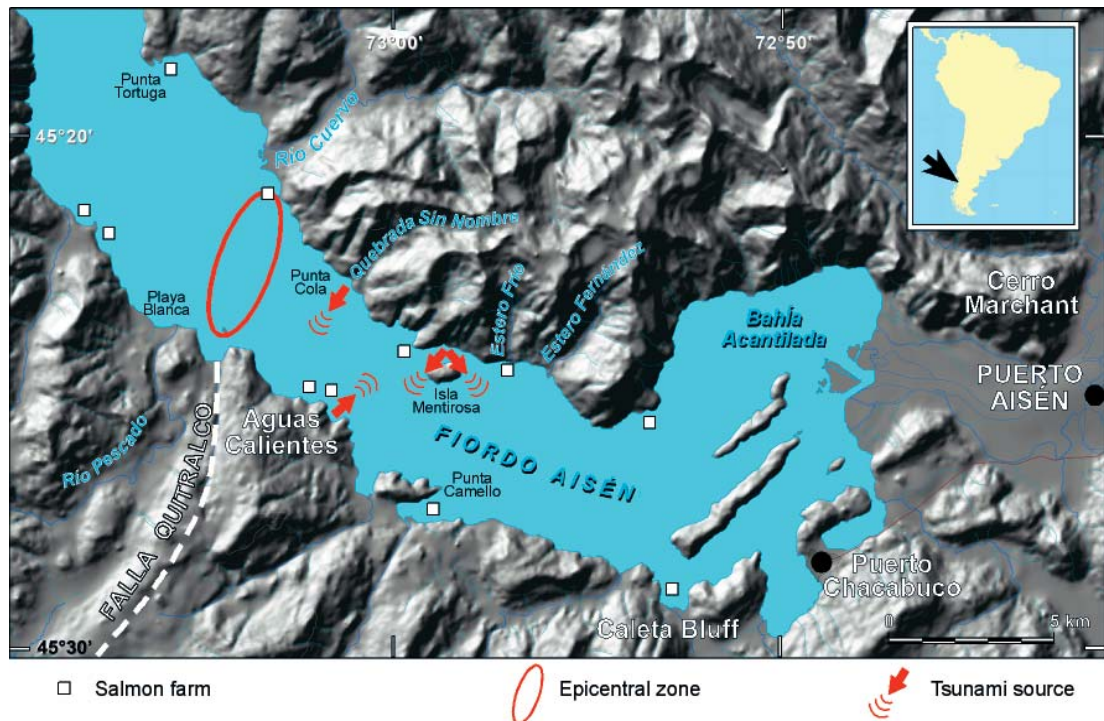 73°00'
72°50'
Punta
Tortuga
45°20'
Río Cuervo
Quebrada Sin Nombre
Punta
Cola
Estero Frío
Estero Fernández
Cerro
Marchant
Playa
Blanca
Bahía
Acantilada
PUERTO
AISÉN
Isla
Mentirosa
Aguas
Calientes
FIORDO AISÉN
Río Pescado
Punta
Camello
FALLA QUITRALCO
Puerto
Chacabuco
Caleta Bluff
0 5 km
45°30'
Salmon farm
Epicentral zone
Tsunami source